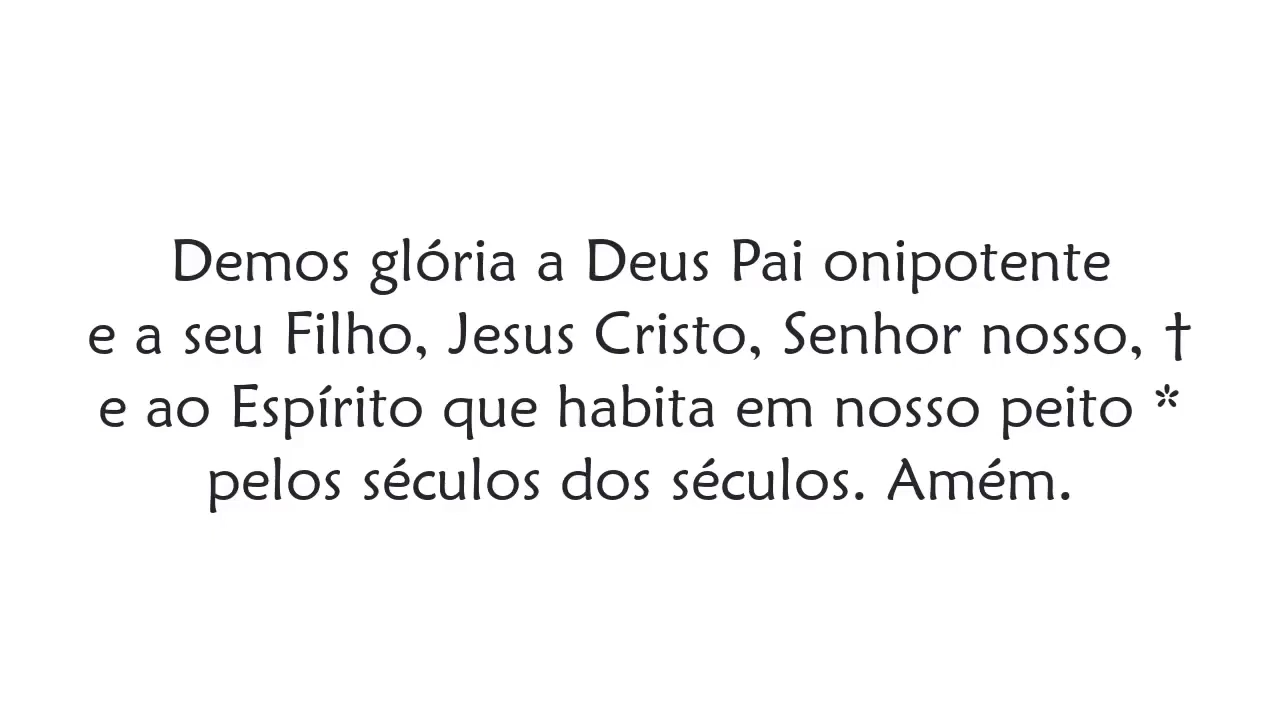 Demos glória a Deus Pai onipotente
e a seu Filho, Jesus Cristo, Senhor nosso, †
e ao Espírito que habita em nosso peito *
pelos séculos dos séculos. Amém.